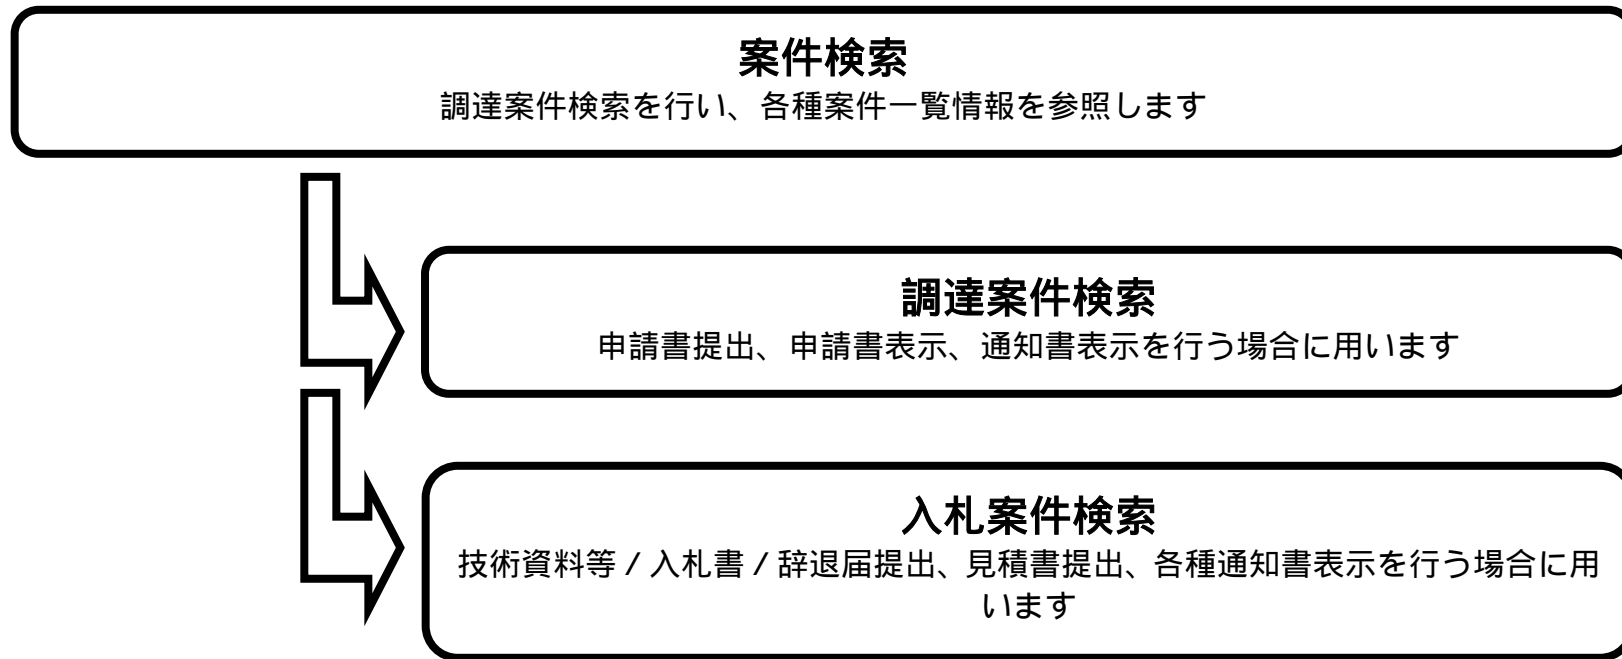 案件検索
調達案件検索を行い、各種案件一覧情報を参照します
調達案件検索
申請書提出、申請書表示、通知書表示を行う場合に用います
入札案件検索
技術資料等 / 入札書 / 辞退届提出、見積書提出、各種通知書表示を行う場合に用
います